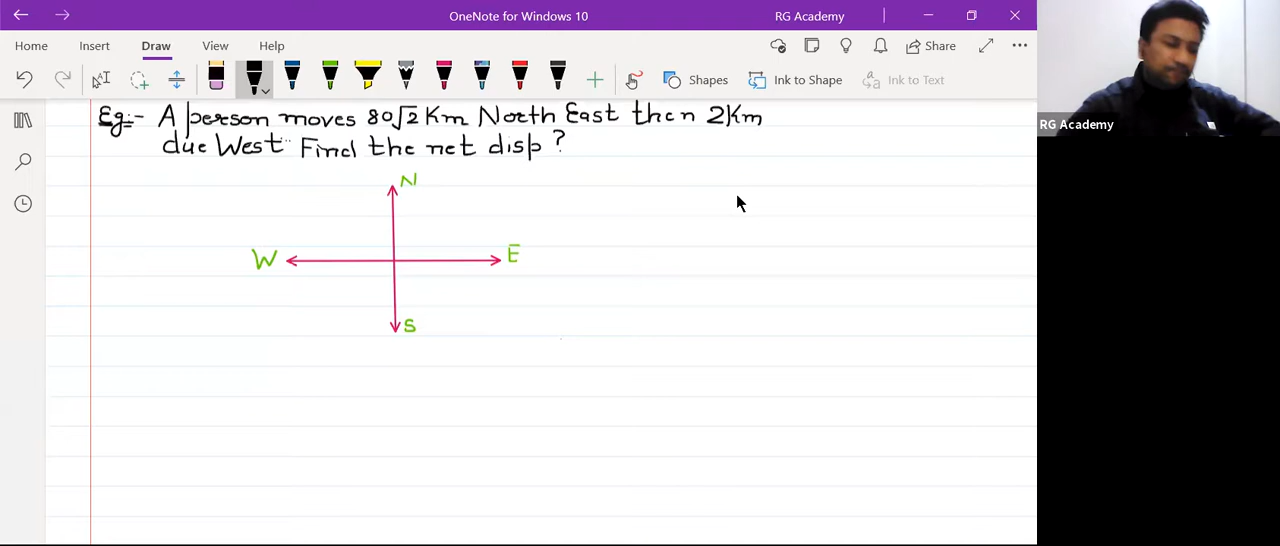 OneNote for Windows 10
RG Academy
Home Insert Draw View Help
Share
Shapes
Ink to Shape
Ink to Text
Eg:- A person moves 80√2 Km North East then 2Km
due West. Find the net disp ?
N
W
E
S
RG Academy